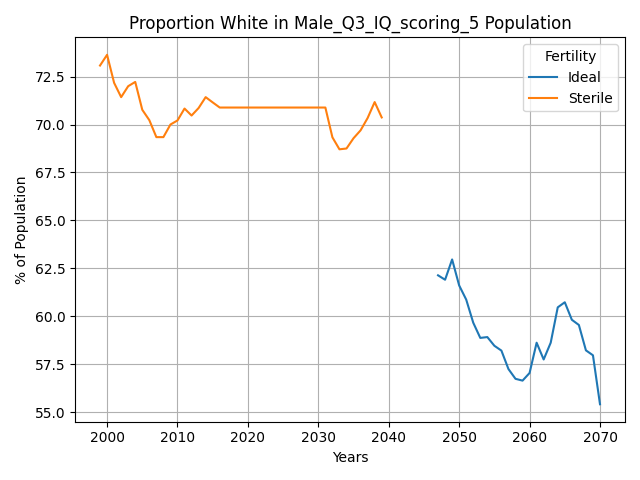 Proportion White in Male_Q3_IQ_scoring_5 Population
Fertility
Ideal
Sterile
% of Population
72.5
70.0
67.5
65.0
62.5
60.0
57.5
55.0
2000 2010 2020 2030 2040 2050 2060 2070
Years